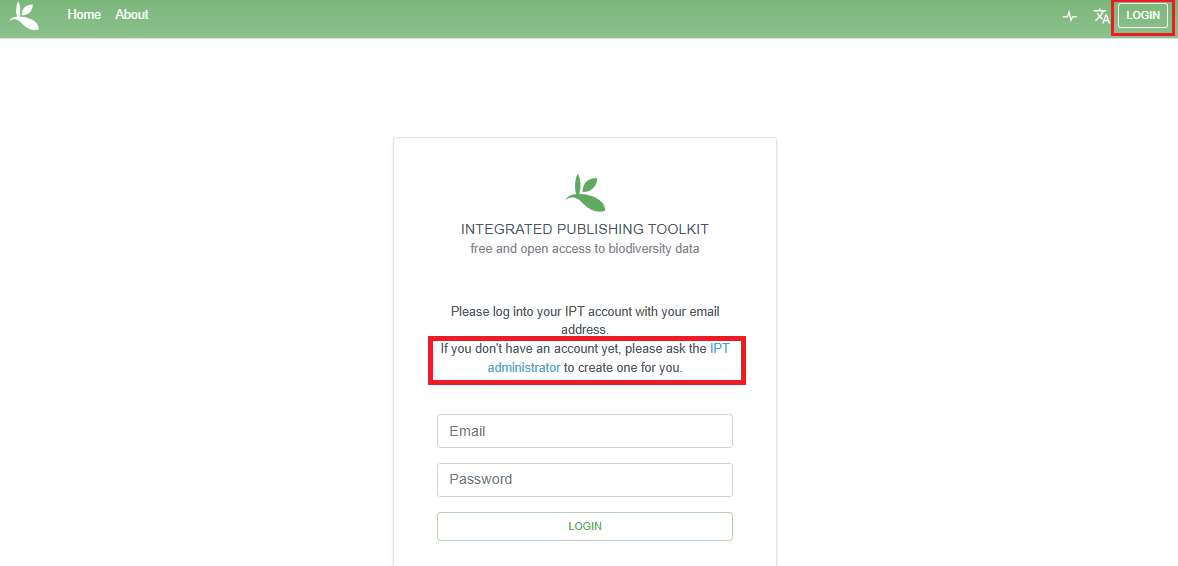 Home About LOGIN
INTEGRATED PUBLISHING TOOLKIT
free and open access to biodiversity data
Please log into your IPT account with your email
address.
If you don't have an account yet, please ask the IPT
administrator to create one for you.
Email
Password
LOGIN